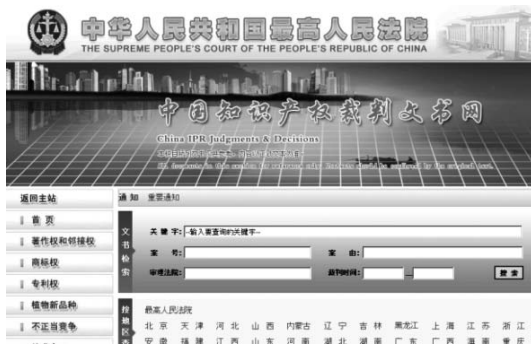 中华人民共和国最高人民法院
THE SUPREME PEOPLE'S COURT OF THE PEOPLE'S REPUBLIC OF CHINA
中国知识产权裁判文书网
China IPR Judgments & Decisions
返回主站
通 知 重要通知
首 页
著作权和邻接权
商标权
专利权
植物新品种
不正当竞争
文书检索
关 键 字: --输入要查询的关键字--
案 号: 案 由:
审理法院: 裁判时间: -- 搜 索
按地区
最高人民法院
北 京 天 津 河 北 山 西 内蒙古 辽 宁 吉 林 黑龙江 上 海 江 苏 浙 江
安 徽 福 建 江 西 山 东 河 南 湖 北 湖 南 广 东 广 西 海 南 重 庆